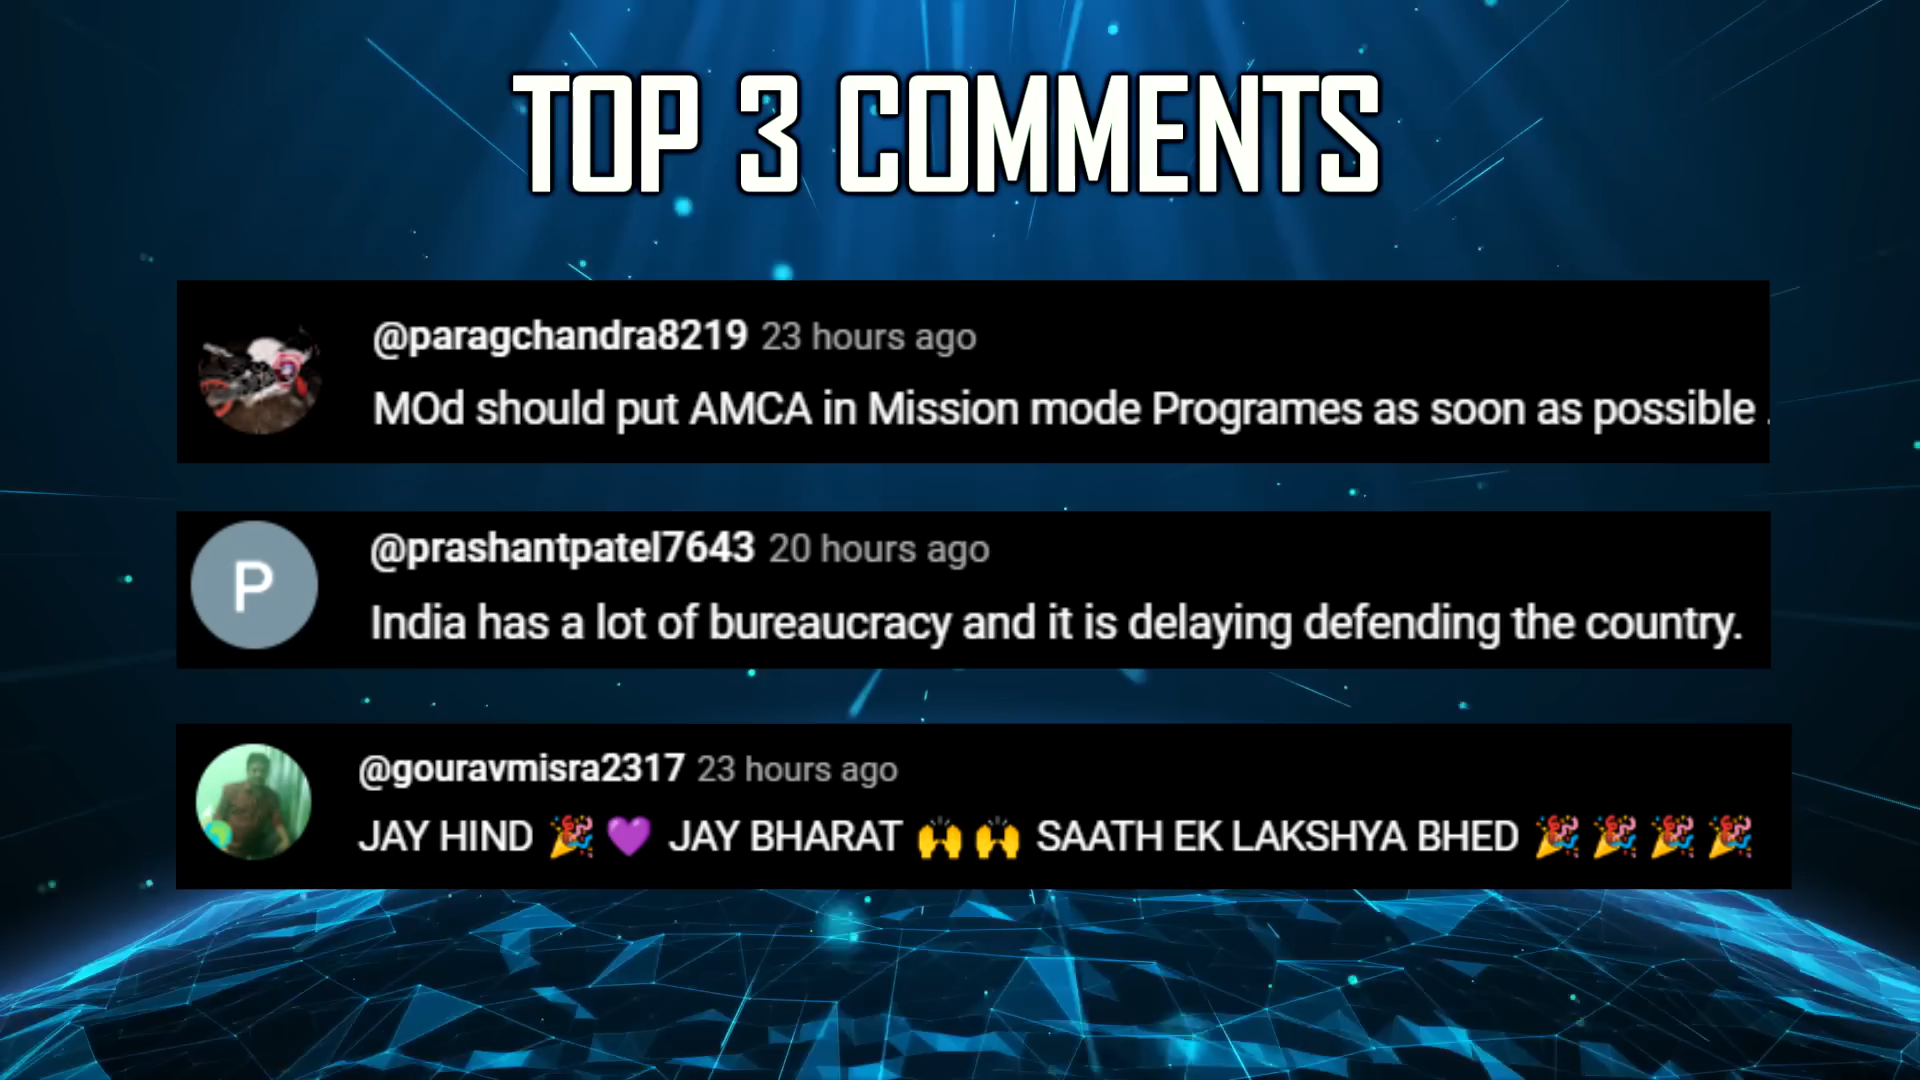 TOP 3 COMMENTS
@paragchandra8219 23 hours ago
MOd should put AMCA in Mission mode Programes as soon as possible .
P
@prashantpatel7643 20 hours ago
India has a lot of bureaucracy and it is delaying defending the country.
@gouravmisra2317 23 hours ago
JAY HIND 🎉💜 JAY BHARAT 🙌🙌 SAATH EK LAKSHYA BHED 🎉🎉🎉🎉